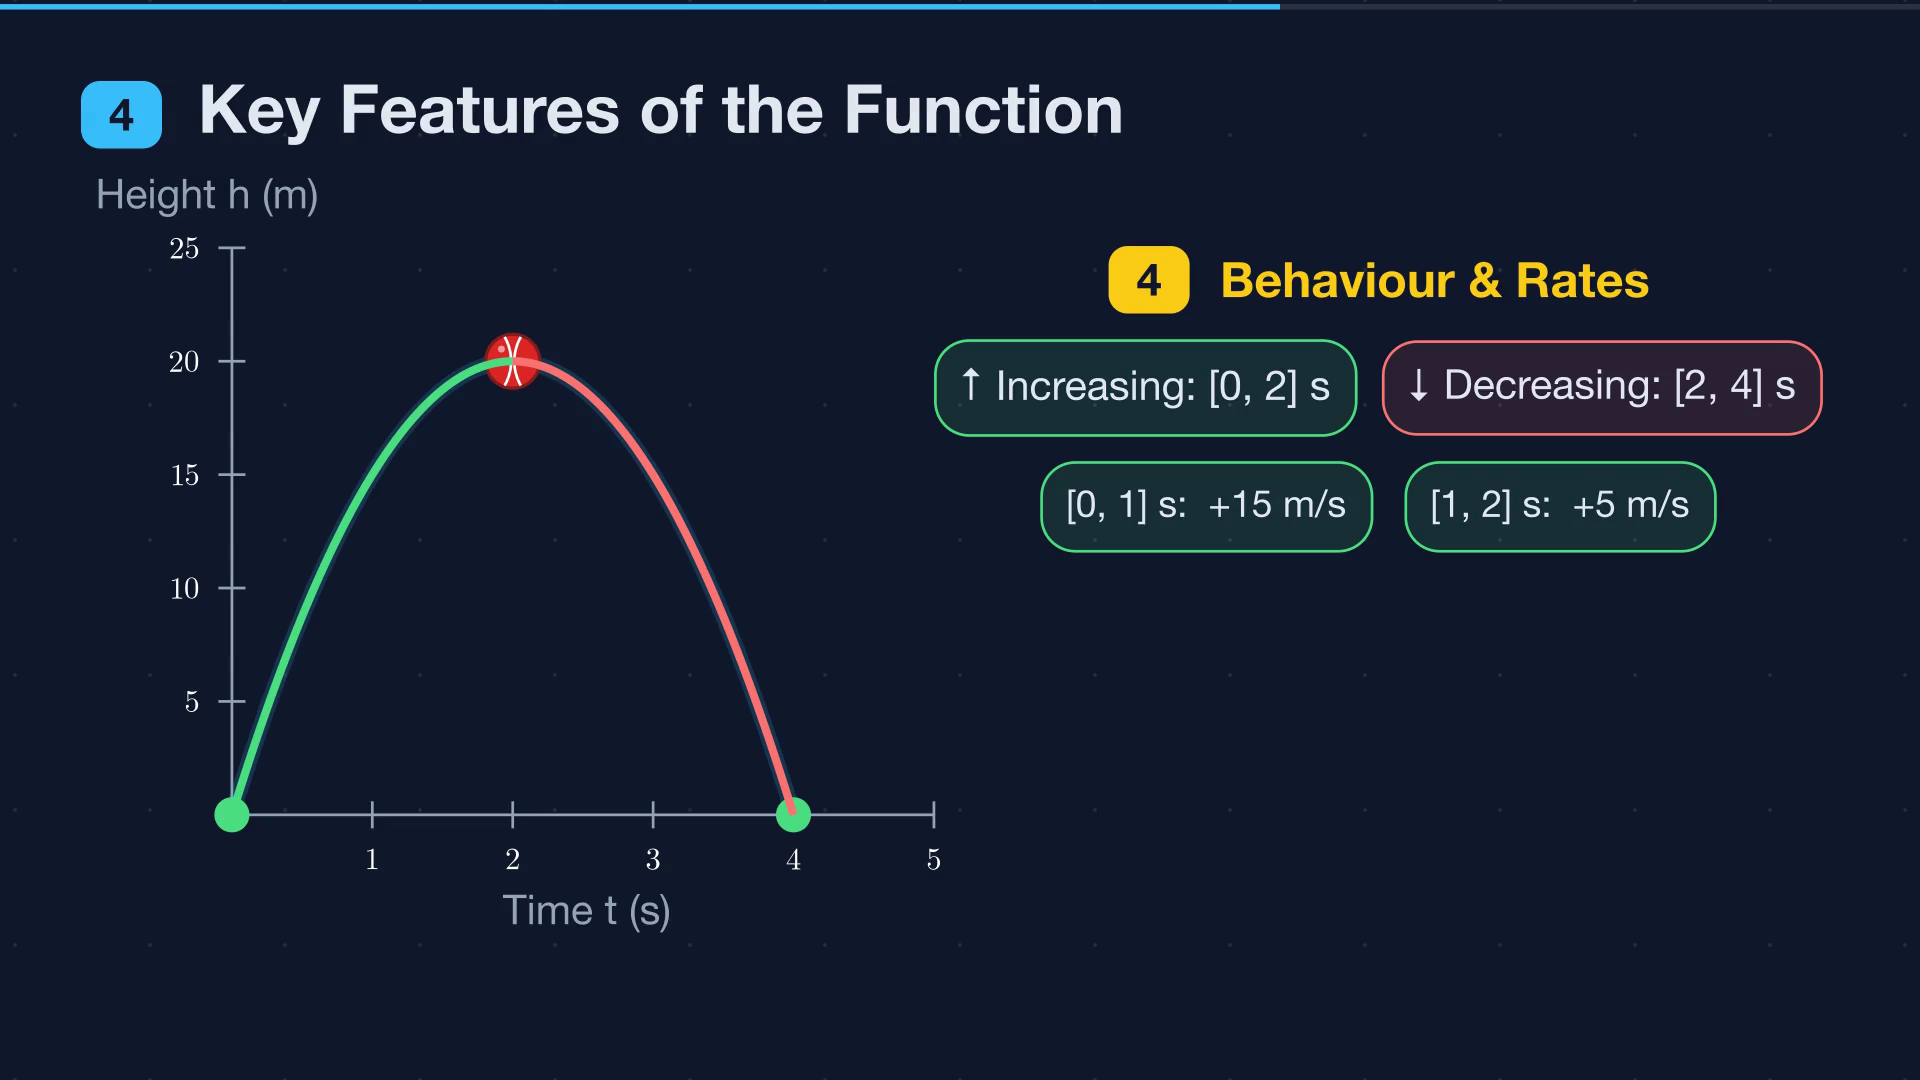 4 Key Features of the Function
Height h (m)
25
20
15
10
5
1 2 3 4 5
Time t (s)
4 Behaviour & Rates
↑ Increasing: [0, 2] s
↓ Decreasing: [2, 4] s
[0, 1] s: +15 m/s
[1, 2] s: +5 m/s